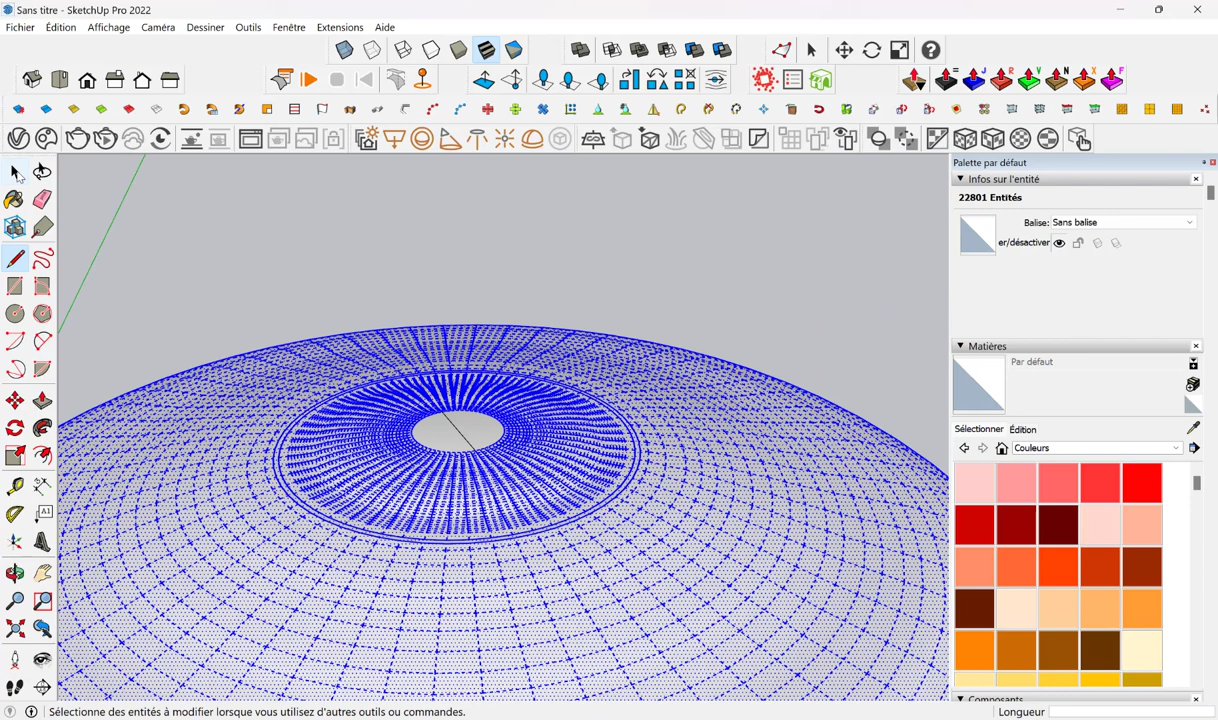 Sans titre - SketchUp Pro 2022
Fichier Édition Affichage Caméra Dessiner Outils Fenêtre Extensions Aide
= J R V N X F
Palette par défaut
Infos sur l'entité
22801 Entités
Balise: Sans balise
er/désactiver
Matières
Par défaut
Sélectionner Édition
Couleurs
A1
Composants
Sélectionne des entités à modifier lorsque vous utilisez d'autres outils ou commandes.
Longueur